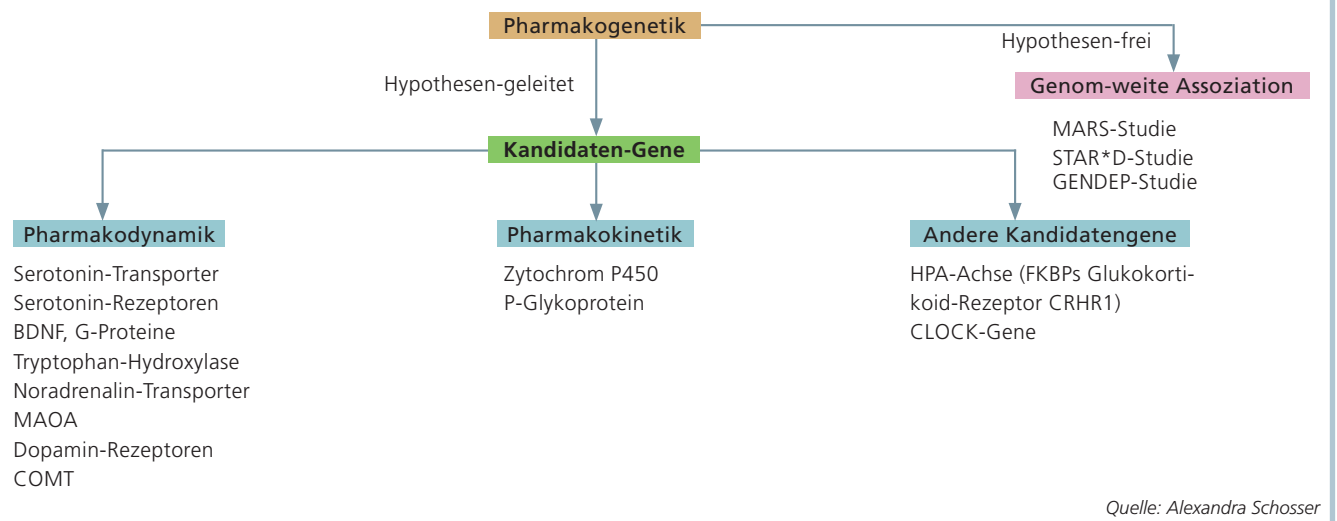 Pharmakogenetik
Hypothesen-frei
Hypothesen-geleitet
Genom-weite Assoziation
MARS-Studie
STAR*D-Studie
GENDEP-Studie
Kandidaten-Gene
Pharmakodynamik
Serotonin-Transporter
Serotonin-Rezeptoren
BDNF, G-Proteine
Tryptophan-Hydroxylase
Noradrenalin-Transporter
MAOA
Dopamin-Rezeptoren
COMT
Pharmakokinetik
Zytochrom P450
P-Glykoprotein
Andere Kandidatengene
HPA-Achse (FKBPs Glukokorti-
koid-Rezeptor CRHR1)
CLOCK-Gene
Quelle: Alexandra Schosser